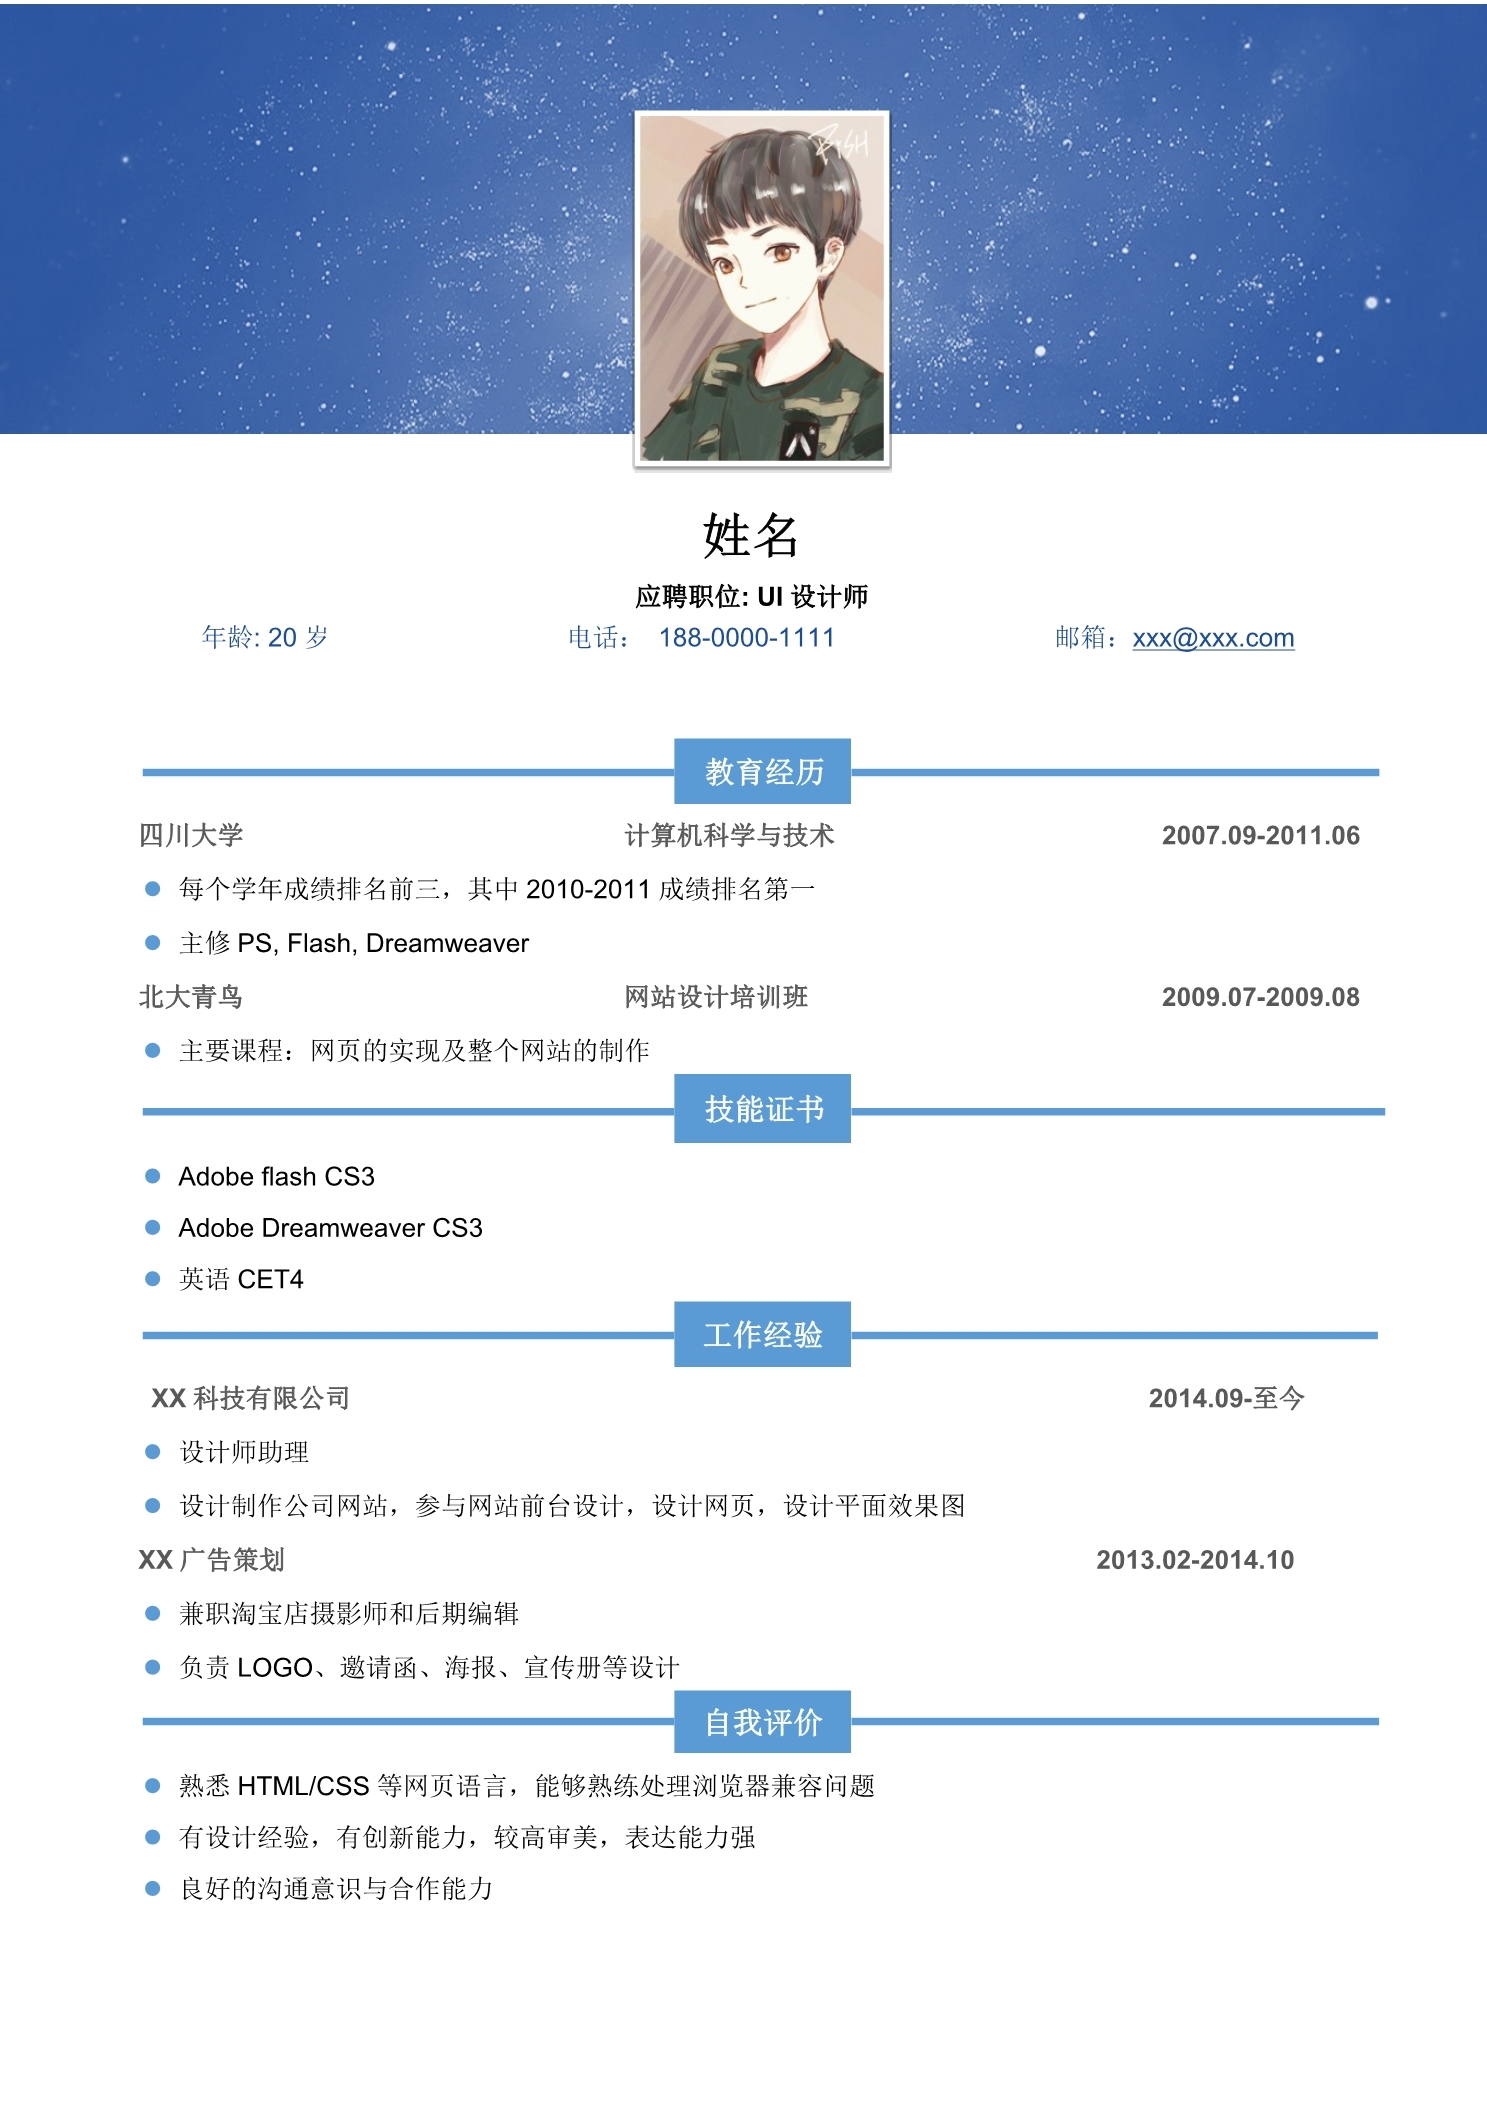 姓名
应聘职位: UI 设计师
年龄: 20 岁 电话： 188-0000-1111 邮箱：xxx@xxx.com
教育经历
四川大学 计算机科学与技术 2007.09-2011.06
每个学年成绩排名前三，其中 2010-2011 成绩排名第一
主修 PS, Flash, Dreamweaver
北大青鸟 网站设计培训班 2009.07-2009.08
主要课程：网页的实现及整个网站的制作
技能证书
Adobe flash CS3
Adobe Dreamweaver CS3
英语 CET4
工作经验
XX 科技有限公司 2014.09-至今
设计师助理
设计制作公司网站，参与网站前台设计，设计网页，设计平面效果图
XX 广告策划 2013.02-2014.10
兼职淘宝店摄影师和后期编辑
负责 LOGO、邀请函、海报、宣传册等设计
自我评价
熟悉 HTML/CSS 等网页语言，能够熟练处理浏览器兼容问题
有设计经验，有创新能力，较高审美，表达能力强
良好的沟通意识与合作能力